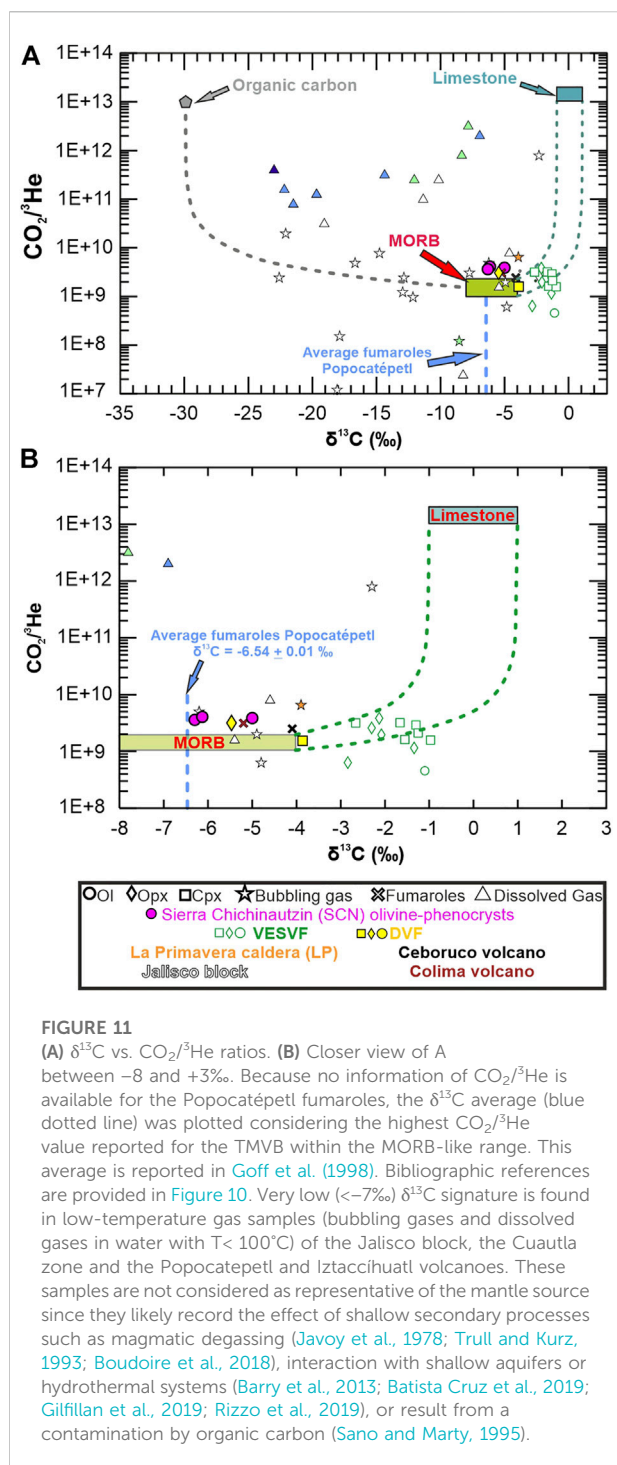 A
1E+14
1E+13
1E+12
1E+11
1E+10
1E+9
1E+8
1E+7
CO₂/³He
Organic carbon
Limestone
MORB
Average fumaroles
Popocatépetl
-35 -30 -25 -20 -15 -10 -5 0
δ¹³C (‰)
B
1E+14
1E+13
1E+12
1E+11
1E+10
1E+9
1E+8
CO₂/³He
Limestone
Average fumaroles Popocatépetl
δ¹³C = -6.54 ± 0.01 ‰
MORB
-8 -7 -6 -5 -4 -3 -2 -1 0 1 2 3
δ¹³C (‰)
Ol Opx Cpx Bubbling gas Fumaroles Dissolved Gas
Sierra Chichinautzin (SCN) olivine-phenocrysts
VESVF DVF
La Primavera caldera (LP) Ceboruco volcano
Jalisco block Colima volcano
FIGURE 11
(A) δ¹³C vs. CO₂/³He ratios. (B) Closer view of A
between –8 and +3‰. Because no information of CO₂/³He is
available for the Popocatépetl fumaroles, the δ¹³C average (blue
dotted line) was plotted considering the highest CO₂/³He
value reported for the TMVB within the MORB-like range. This
average is reported in Goff et al. (1998). Bibliographic references
are provided in Figure 10. Very low (<–7‰) δ¹³C signature is found
in low-temperature gas samples (bubbling gases and dissolved
gases in water with T< 100°C) of the Jalisco block, the Cuautla
zone and the Popocatepetl and Iztaccíhuatl volcanoes. These
samples are not considered as representative of the mantle source
since they likely record the effect of shallow secondary processes
such as magmatic degassing (Javoy et al., 1978; Trull and Kurz,
1993; Boudoire et al., 2018), interaction with shallow aquifers or
hydrothermal systems (Barry et al., 2013; Batista Cruz et al., 2019;
Gilfillan et al., 2019; Rizzo et al., 2019), or result from a
contamination by organic carbon (Sano and Marty, 1995).